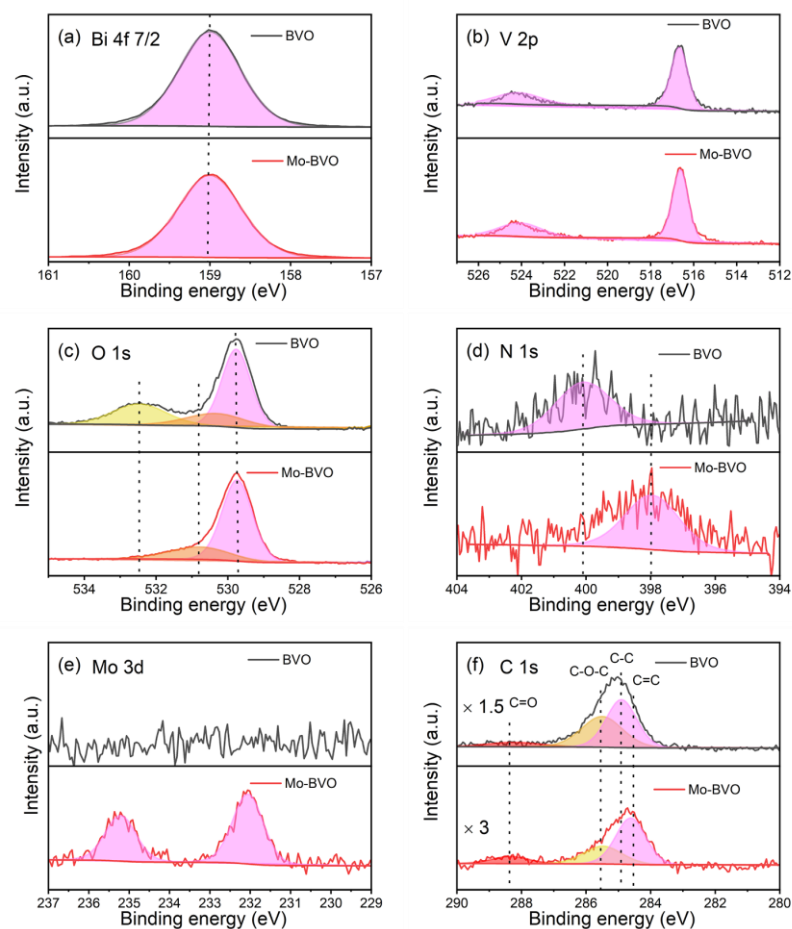 (a) Bi 4f 7/2
BVO
Mo-BVO
Intensity (a.u.)
161 160 159 158 157
Binding energy (eV)
(b) V 2p
BVO
Mo-BVO
Intensity (a.u.)
526 524 522 520 518 516 514 512
Binding energy (eV)
(c) O 1s
BVO
Mo-BVO
Intensity (a.u.)
534 532 530 528 526
Binding energy (eV)
(d) N 1s
BVO
Mo-BVO
Intensity (a.u.)
404 402 400 398 396 394
Binding energy (eV)
(e) Mo 3d
BVO
Mo-BVO
Intensity (a.u.)
237 236 235 234 233 232 231 230 229
Binding energy (eV)
(f) C 1s
C-C
BVO
C-O-C
C=C
× 1.5 C=O
Mo-BVO
× 3
Intensity (a.u.)
290 288 286 284 282 280
Binding energy (eV)